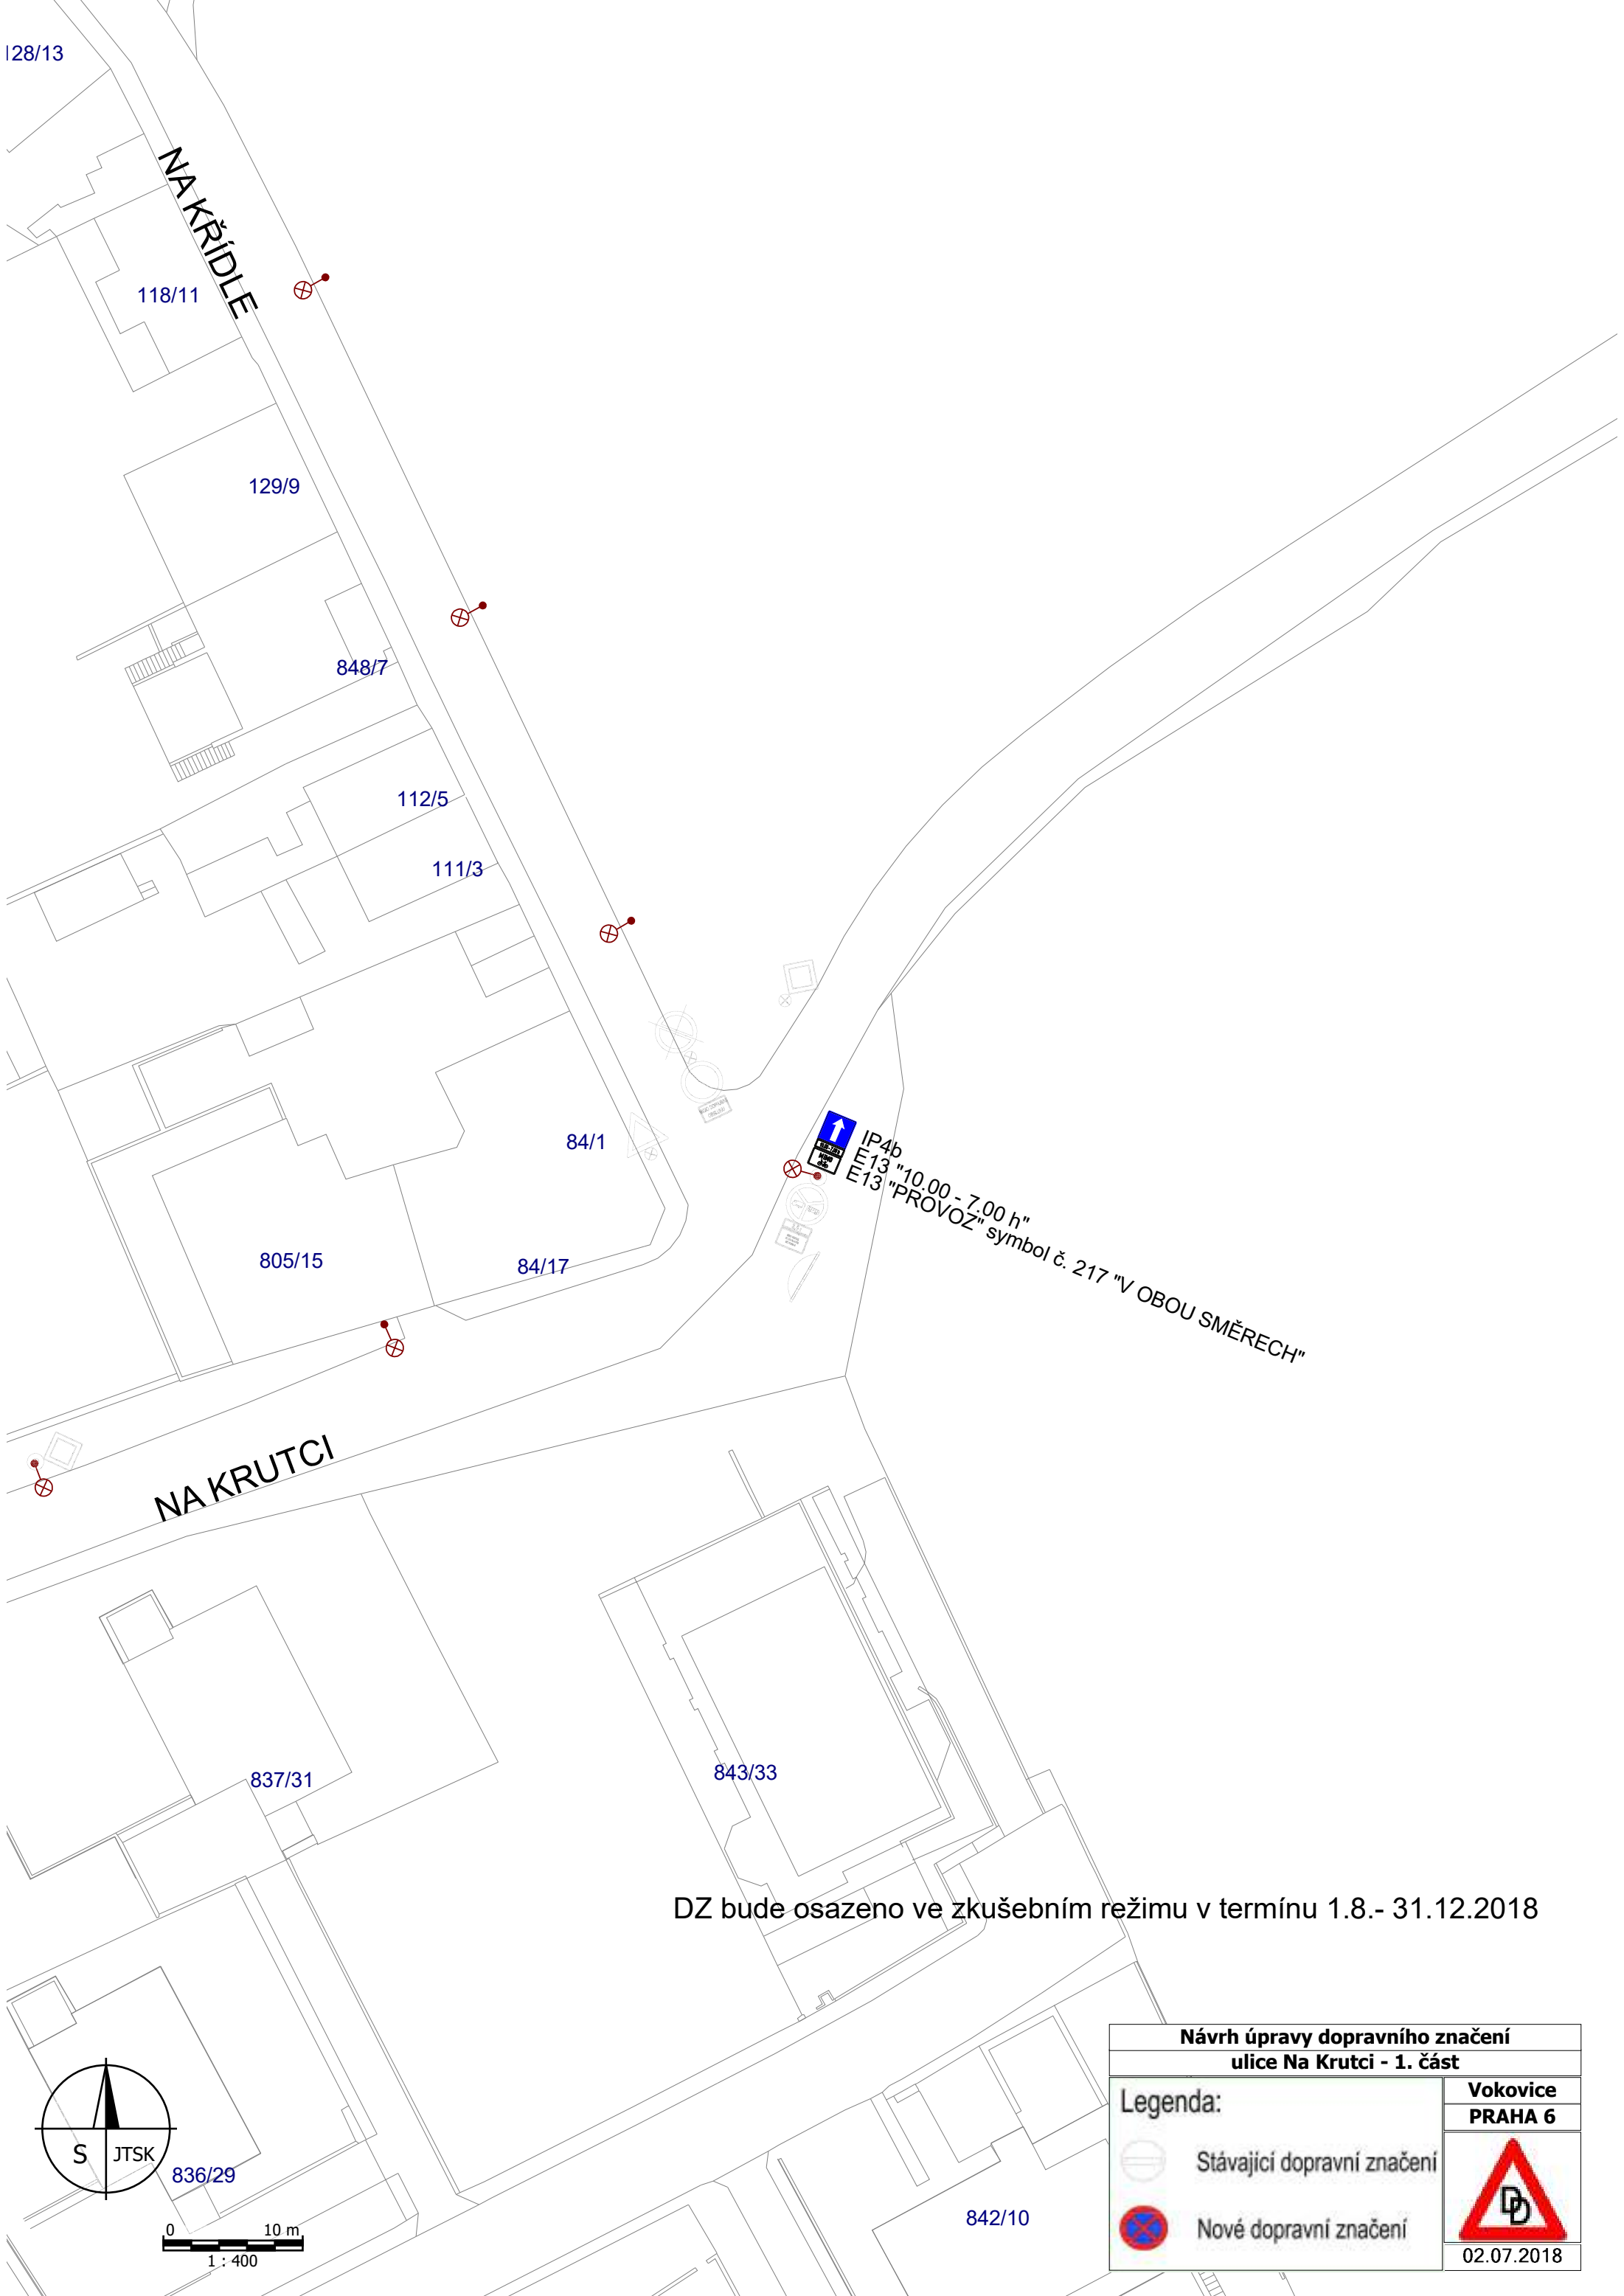 128/13
NA KŘÍDLE
118/11
129/9
848/7
112/5
111/3
84/1
IP4b
E13 "10.00 - 7.00 h"
E13 "PROVOZ" symbol č. 217 "V OBOU SMĚRECH"
805/15
84/17
NA KRUTCI
837/31
843/33
DZ bude osazeno ve zkušebním režimu v termínu 1.8.- 31.12.2018
S JTSK
836/29
0 10 m
1 : 400
842/10
Návrh úpravy dopravního značení
ulice Na Krutci - 1. část
Legenda:
Vokovice
PRAHA 6
Stávající dopravní značení
Nové dopravní značení
DD
02.07.2018